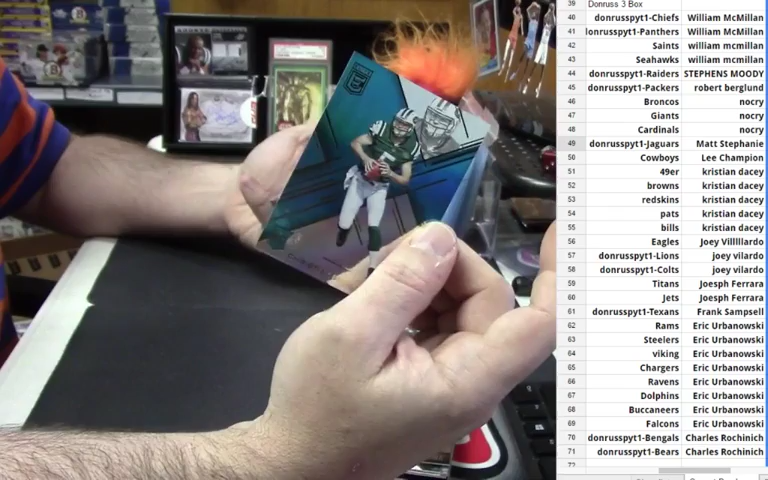 39 Donruss 3 Box
40 donrusspyt1-Chiefs William McMillan
41 lonrusspyt1-Panthers William McMillan
42 Saints william mcmillan
43 Seahawks william mcmillan
44 donrusspyt1-Raiders STEPHENS MOODY
45 donrusspyt1-Packers robert berglund
46 Broncos nocry
47 Giants nocry
48 Cardinals nocry
49 donrusspyt1-Jaguars Matt Stephanie
50 Cowboys Lee Champion
51 49er kristian dacey
52 browns kristian dacey
53 redskins kristian dacey
54 pats kristian dacey
55 bills kristian dacey
56 Eagles Joey Villlllardo
57 donrusspyt1-Lions joey vilardo
58 donrusspyt1-Colts joey vilardo
59 Titans Joesph Ferrara
60 Jets Joesph Ferrara
61 donrusspyt1-Texans Frank Sampsell
62 Rams Eric Urbanowski
63 Steelers Eric Urbanowski
64 viking Eric Urbanowski
65 Chargers Eric Urbanowski
66 Ravens Eric Urbanowski
67 Dolphins Eric Urbanowski
68 Buccaneers Eric Urbanowski
69 Falcons Eric Urbanowski
70 donrusspyt1-Bengals Charles Rochinich
71 donrusspyt1-Bears Charles Rochinich